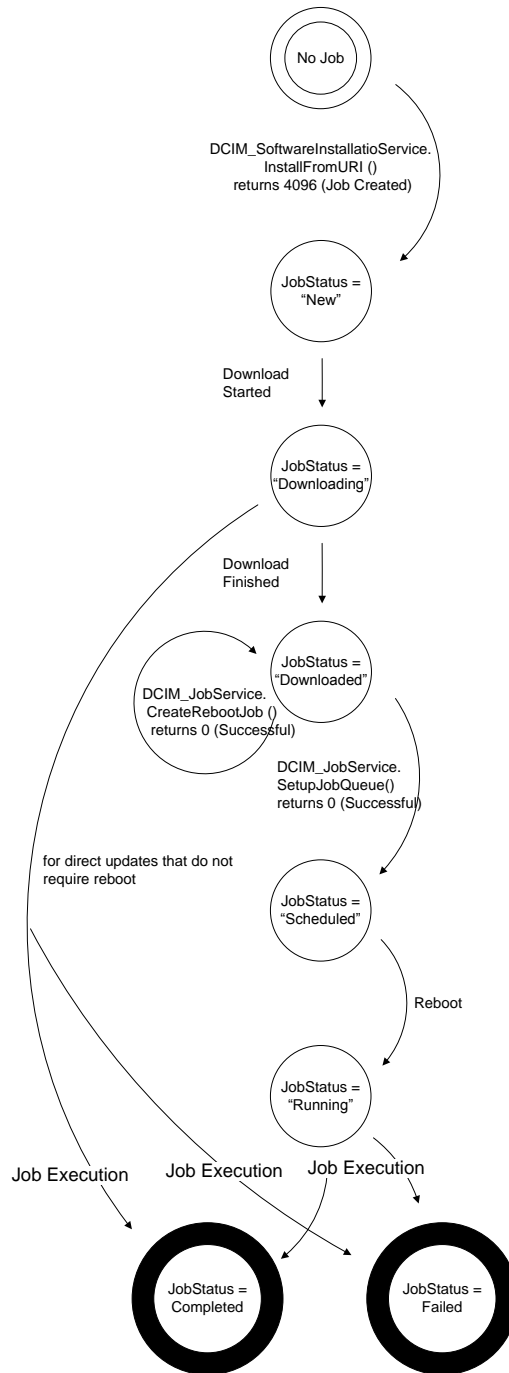 No Job
DCIM_SoftwareInstallatioService.
InstallFromURI ()
returns 4096 (Job Created)
JobStatus =
“New”
Download
Started
JobStatus =
“Downloading”
Download
Finished
JobStatus =
“Downloaded”
DCIM_JobService.
CreateRebootJob ()
returns 0 (Successful)
DCIM_JobService.
SetupJobQueue()
returns 0 (Successful)
for direct updates that do not
require reboot
JobStatus =
“Scheduled”
Reboot
JobStatus =
“Running”
Job Execution
Job Execution
Job Execution
JobStatus =
Completed
JobStatus =
Failed